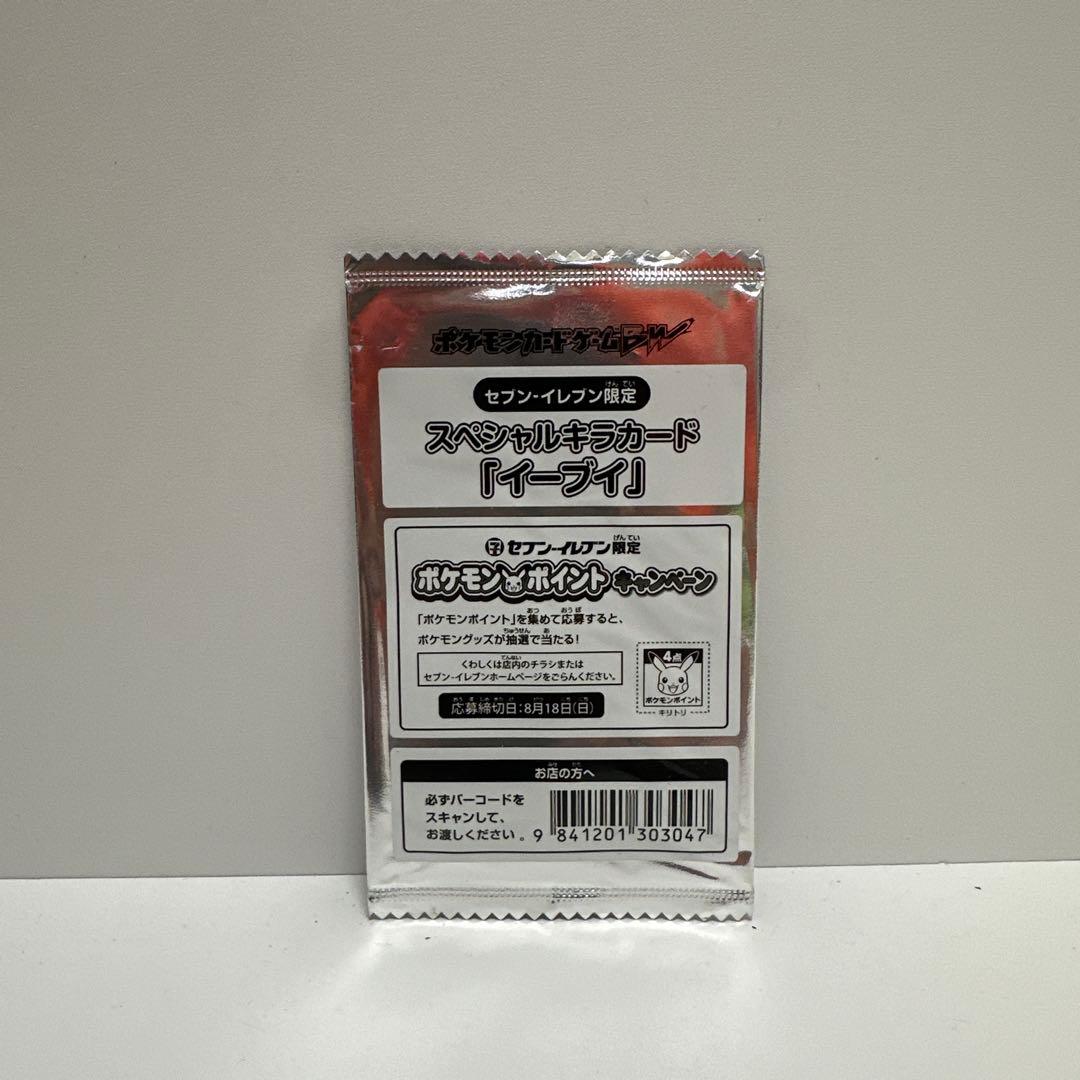 ポケモンカードゲームBW
セブン-イレブン限定
スペシャルキラカード
「イーブイ」
セブン-イレブン限定
ポケモンポイントキャンペーン
「ポケモンポイント」を集めて応募すると、
ポケモングッズが抽選で当たる!
くわしくは店内のチラシまたは
セブン-イレブンホームページをごらんください。
応募締切日:8月18日(日)
4点
ポケモンポイント
キリトリ
お店の方へ
必ずバーコードを
スキャンして、
お渡しください。
9 841201 303047